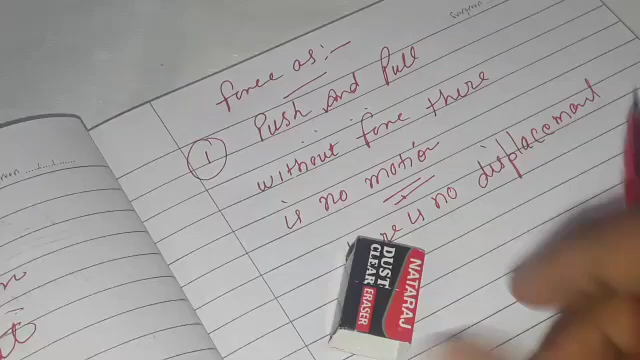 force as:-
① Push and Pull
without force there
is no motion
is no displacement
NATARAJ
DUST
CLEAR ERASER